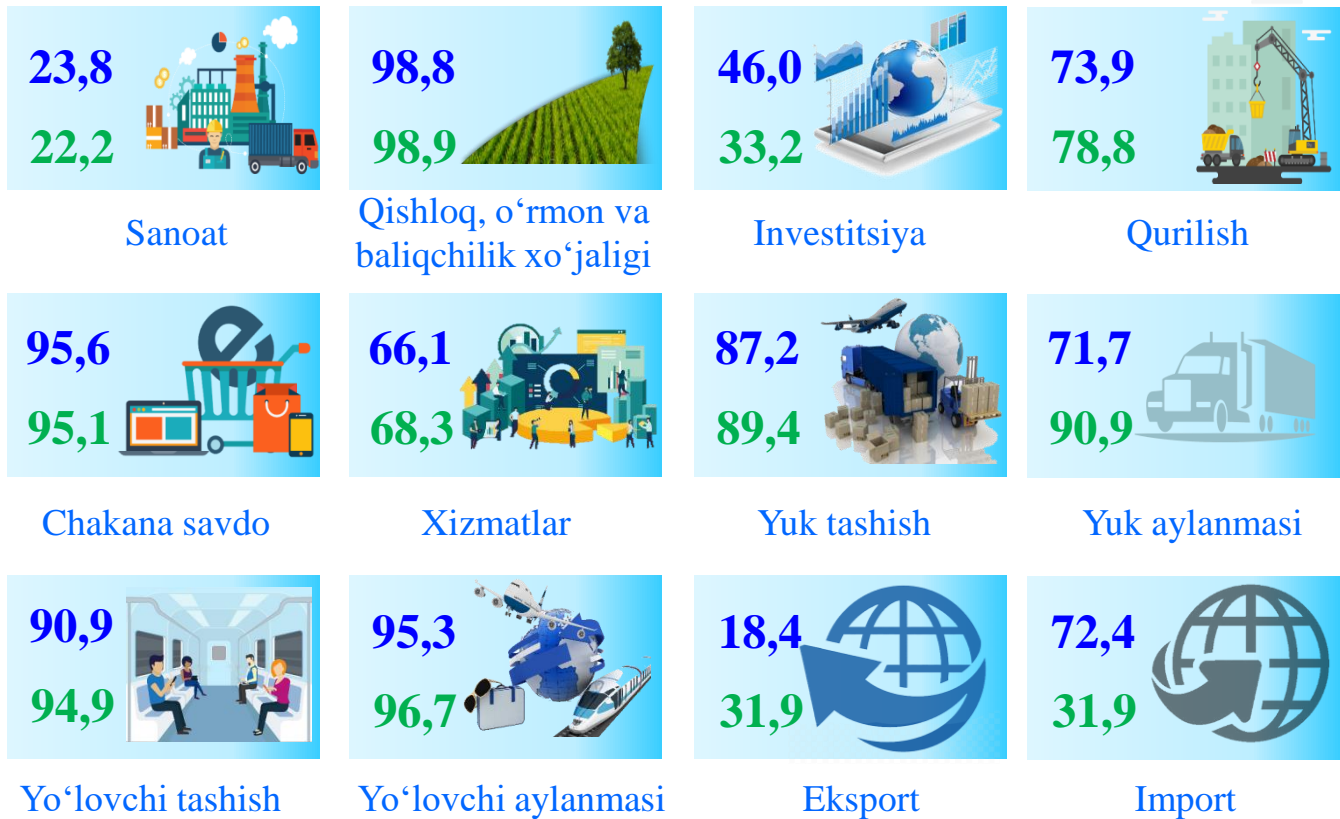 23,8
22,2
Sanoat
98,8
98,9
Qishloq, o‘rmon va
baliqchilik xo‘jaligi
46,0
33,2
Investitsiya
73,9
78,8
Qurilish
95,6
95,1
Chakana savdo
66,1
68,3
Xizmatlar
87,2
89,4
Yuk tashish
71,7
90,9
Yuk aylanmasi
90,9
94,9
Yo‘lovchi tashish
95,3
96,7
Yo‘lovchi aylanmasi
18,4
31,9
Eksport
72,4
31,9
Import